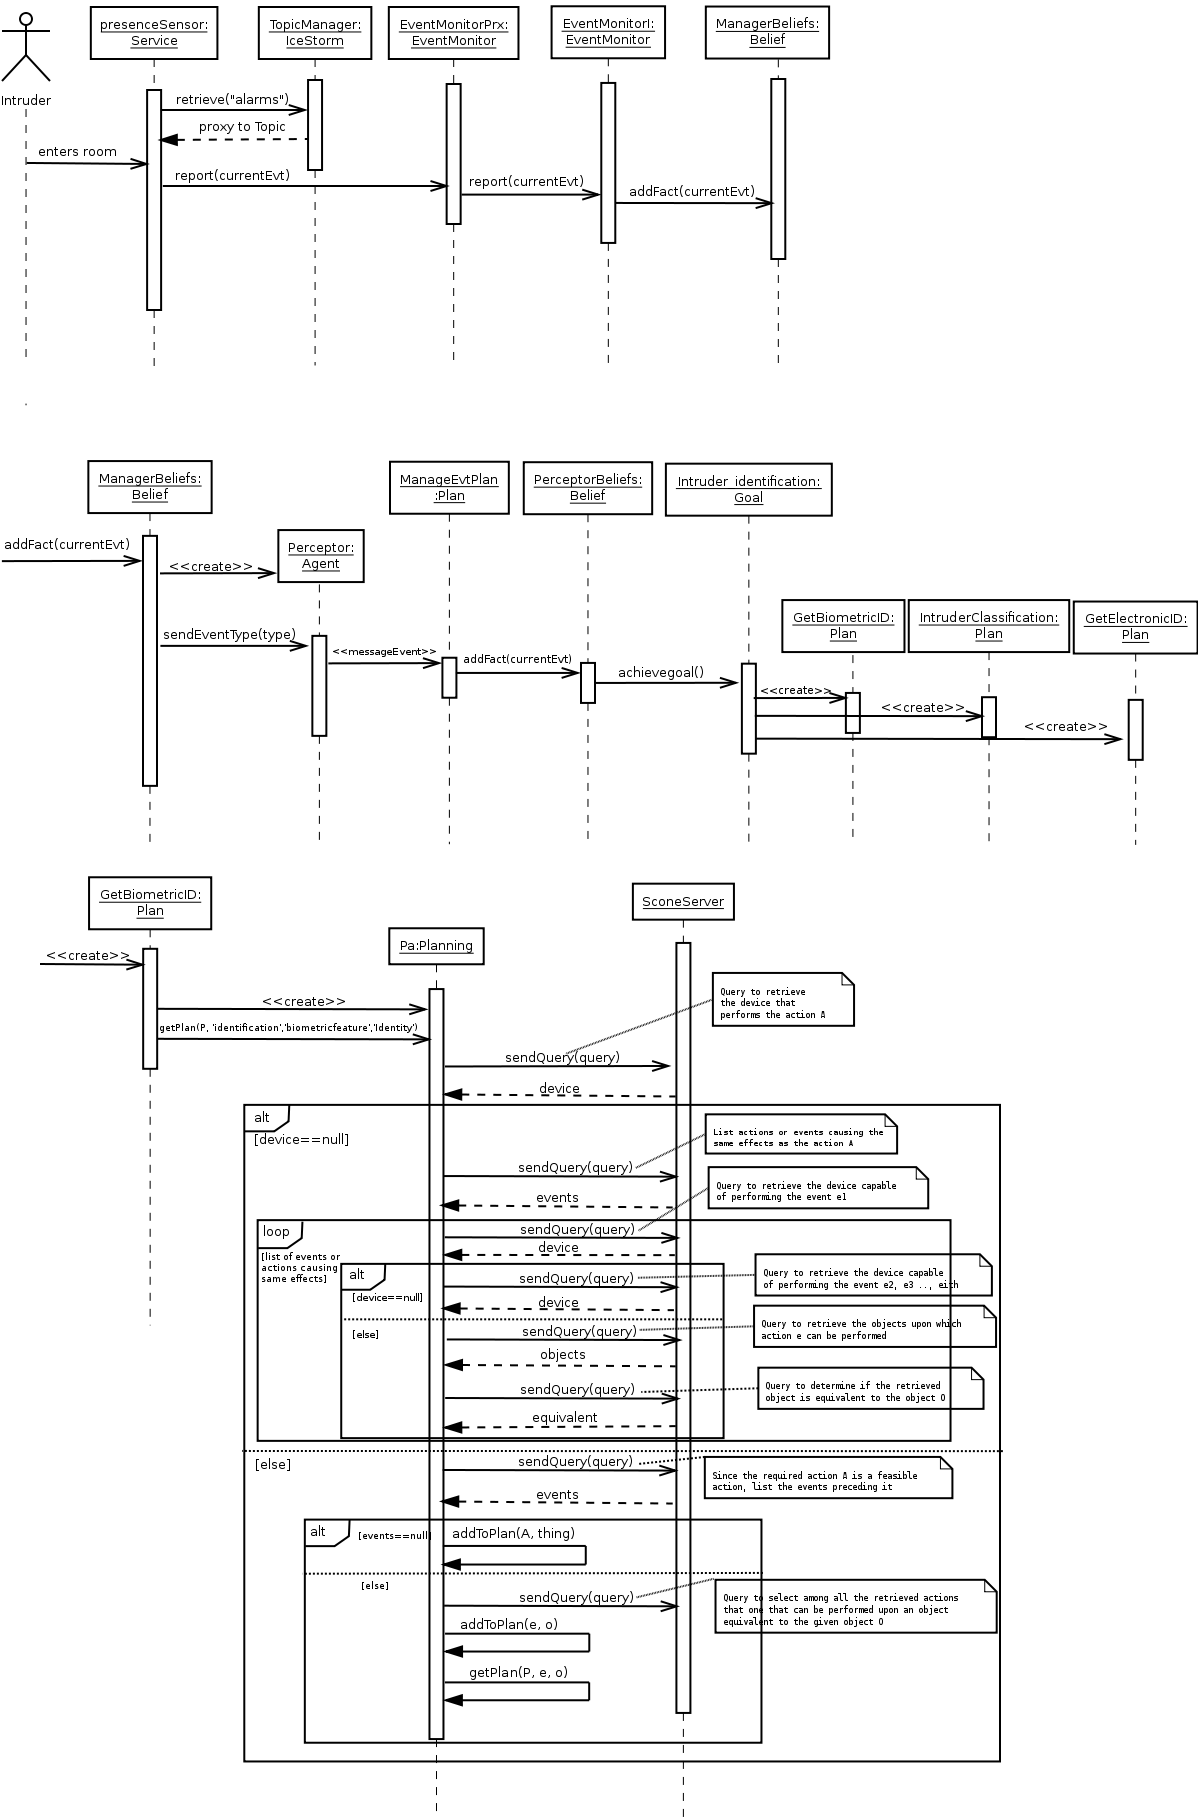 presenceSensor:
Service
TopicManager:
IceStorm
EventMonitorPrx:
EventMonitor
EventMonitorI:
EventMonitor
ManagerBeliefs:
Belief
Intruder
retrieve("alarms")
proxy to Topic
enters room
report(currentEvt)
report(currentEvt)
addFact(currentEvt)
ManagerBeliefs:
Belief
ManageEvtPlan
:Plan
PerceptorBeliefs:
Belief
Intruder_identification:
Goal
addFact(currentEvt)
<<create>>
Perceptor:
Agent
GetBiometricID:
Plan
IntruderClassification:
Plan
GetElectronicID:
Plan
sendEventType(type)
<<messageEvent>>
addFact(currentEvt)
achievegoal()
<<create>>
<<create>>
<<create>>
GetBiometricID:
Plan
SconeServer
Pa:Planning
<<create>>
<<create>>
getPlan(P, 'identification','biometricfeature','Identity')
Query to retrieve
the device that
performs the action A
sendQuery(query)
device
alt
[device==null]
List actions or events causing the
same effects as the action A
sendQuery(query)
Query to retrieve the device capable
of performing the event e1
events
loop
[list of events or
actions causing
same effects]
sendQuery(query)
device
alt
[device==null]
sendQuery(query)
Query to retrieve the device capable
of performing the event e2, e3 .., eith
device
[else]
sendQuery(query)
Query to retrieve the objects upon which
action e can be performed
objects
sendQuery(query)
Query to determine if the retrieved
object is equivalent to the object O
equivalent
[else]
sendQuery(query)
Since the required action A is a feasible
action, list the events preceding it
events
alt
[events==null]
addToPlan(A, thing)
[else]
sendQuery(query)
Query to select among all the retrieved actions
that one that can be performed upon an object
equivalent to the given object O
addToPlan(e, o)
getPlan(P, e, o)